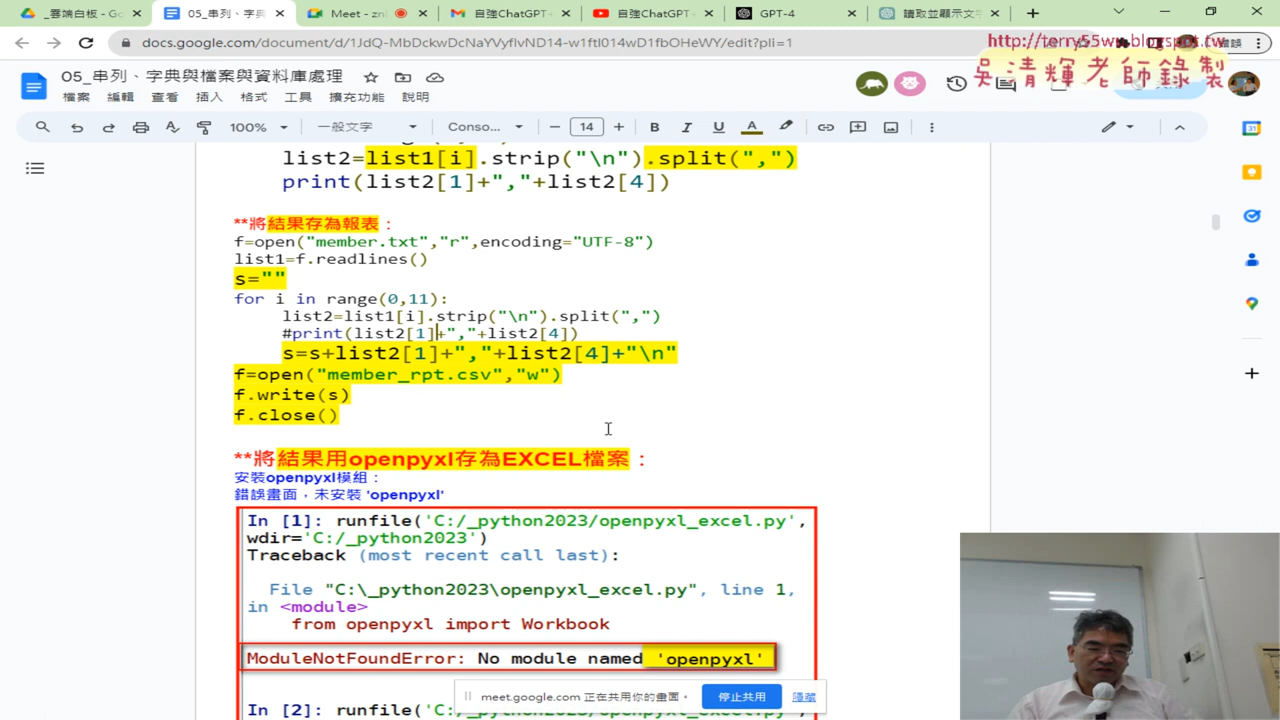 _雲端白板 - Go
05_串列、字典
Meet - zn
自強ChatGPT
自強ChatGPT
GPT-4
讀取並顯示文字
docs.google.com/document/d/1JdQ-MbDckwDcNaYVyflvND14-w1ftI014wD1fbOHeWY/edit?pli=1
http://terry55wu.blogspot.tw
吳清輝老師錄製
05_串列、字典與檔案與資料庫處理
檔案 編輯 查看 插入 格式 工具 擴充功能 說明
100% 一般文字 Conso... 14
list2=list1[i].strip("\n").split(",")
print(list2[1]+","+list2[4])
**將結果存為報表：
f=open("member.txt","r",encoding="UTF-8")
list1=f.readlines()
s=""
for i in range(0,11):
list2=list1[i].strip("\n").split(",")
#print(list2[1]+","+list2[4])
s=s+list2[1]+","+list2[4]+"\n"
f=open("member_rpt.csv","w")
f.write(s)
f.close()
**將結果用openpyxl存為EXCEL檔案：
安裝openpyxl模組：
錯誤畫面，未安裝 'openpyxl'
In [1]: runfile('C:/_python2023/openpyxl_excel.py',
wdir='C:/_python2023')
Traceback (most recent call last):
File "C:\_python2023\openpyxl_excel.py", line 1,
in <module>
from openpyxl import Workbook
ModuleNotFoundError: No module named 'openpyxl'
meet.google.com 正在共用你的畫面。 停止共用 隱藏